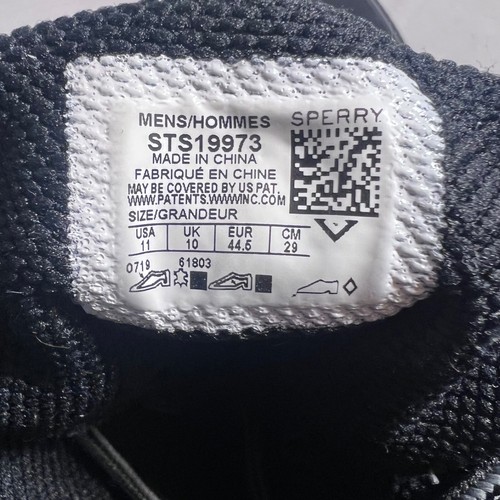 MENS/HOMMES SPERRY
STS19973
MADE IN CHINA
FABRIQUÉ EN CHINE
MAY BE COVERED BY US PAT.
WWW.PATENTS.WWWINC.COM
SIZE/GRANDEUR
USA UK EUR CM
11 10 44.5 29
0719 61803